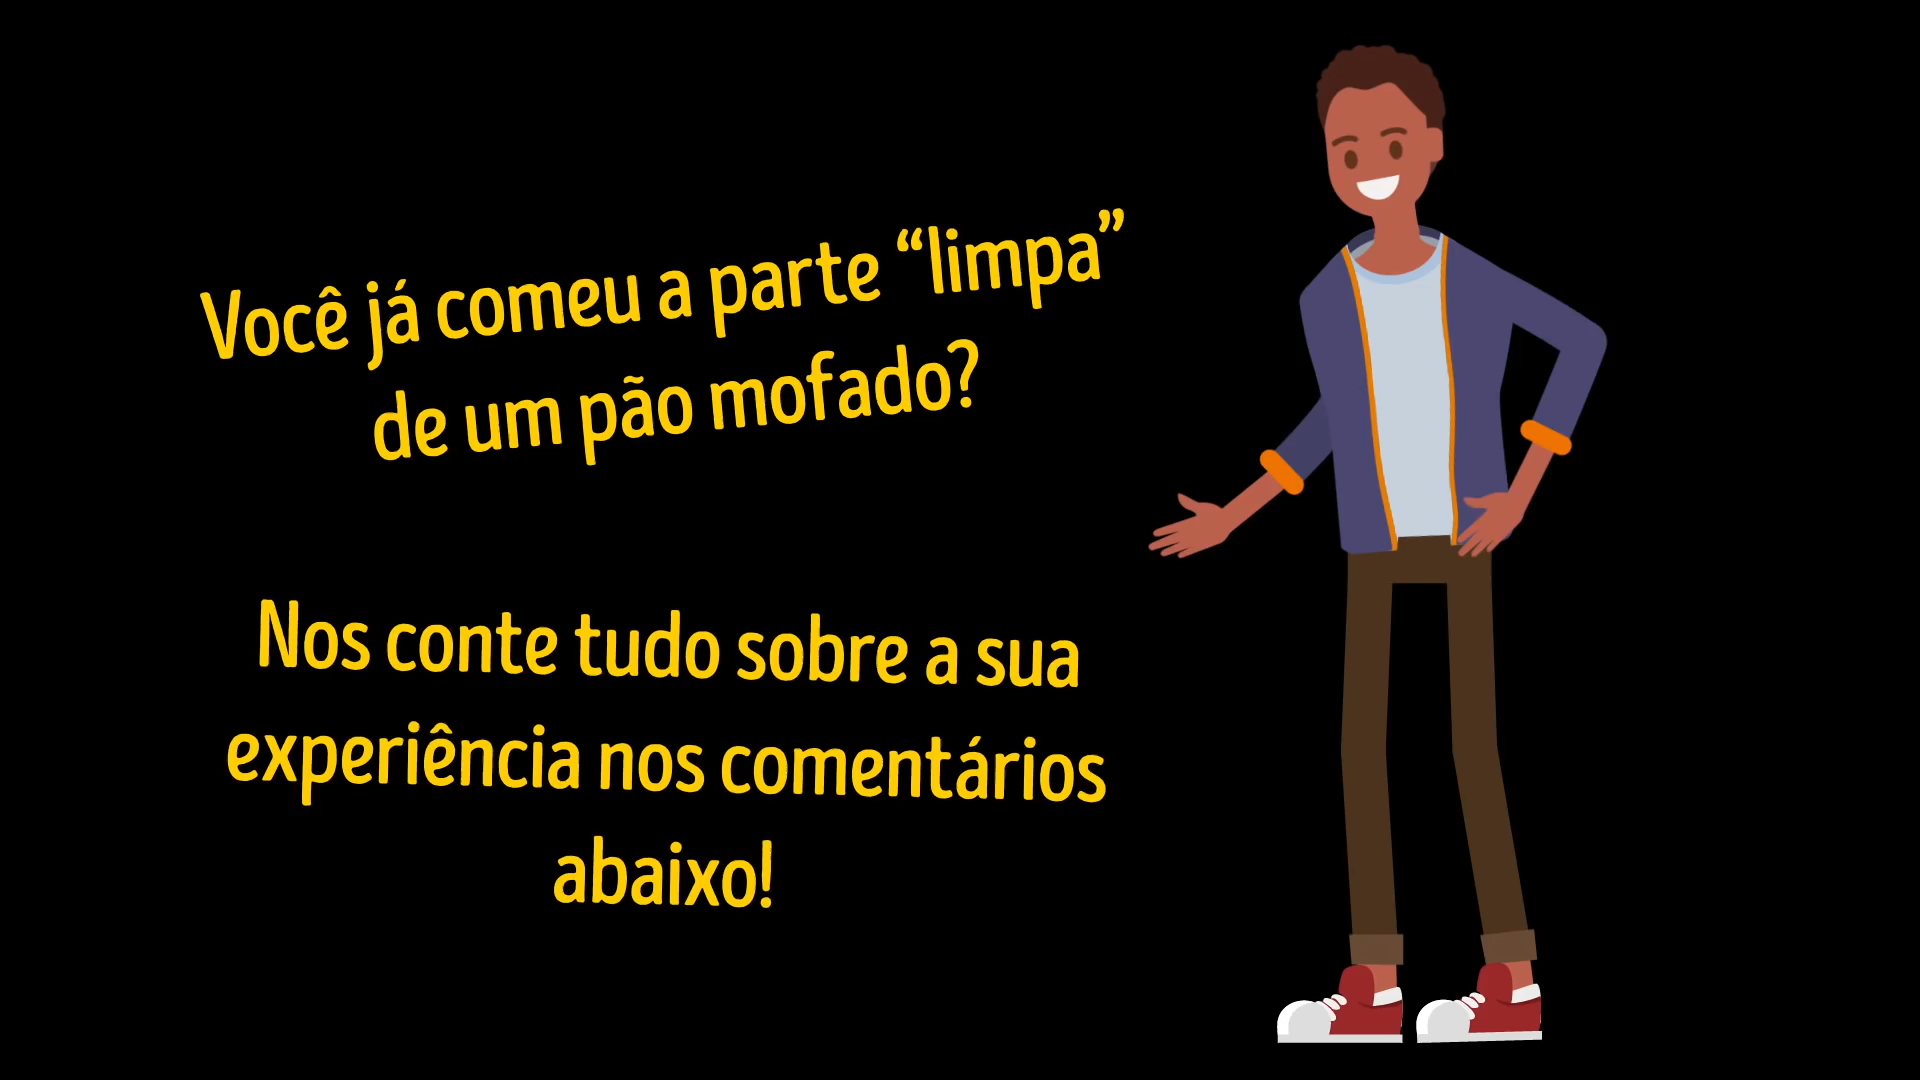 Você já comeu a parte “limpa”
de um pão mofado?
Nos conte tudo sobre a sua
experiência nos comentários
abaixo!